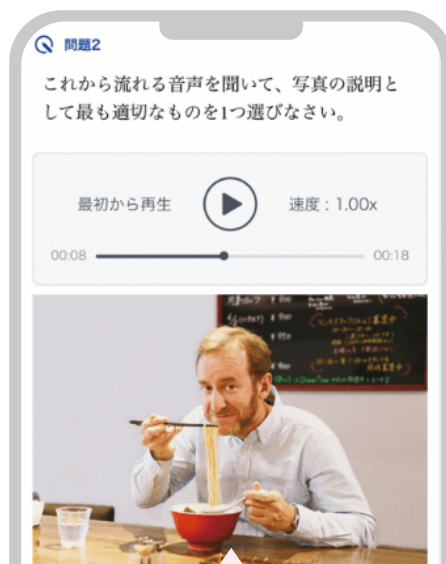 問題2
これから流れる音声を聞いて、写真の説明と
して最も適切なものを1つ選びなさい。
最初から再生
速度 : 1.00x
00:08
00:18
¥900
¥950